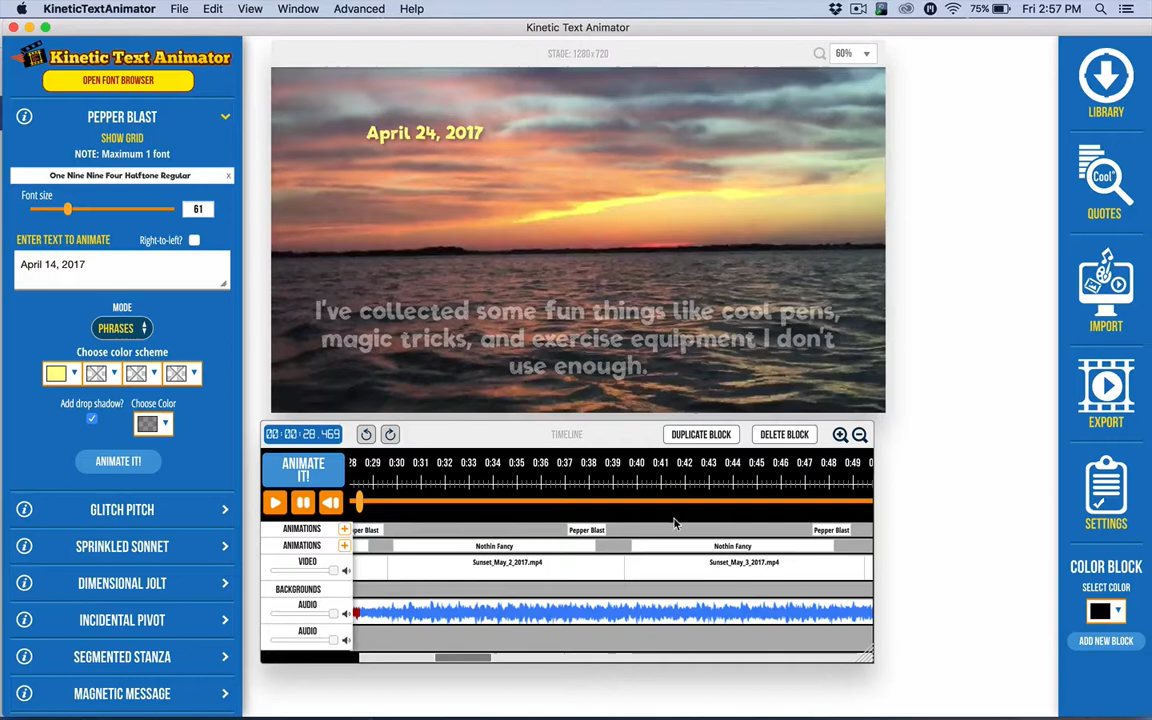 KineticTextAnimator File Edit View Window Advanced Help 75% Fri 2:57 PM
Kinetic Text Animator
Kinetic Text Animator
OPEN FONT BROWSER
PEPPER BLAST
SHOW GRID
NOTE: Maximum 1 font
One Nine Nine Four Halftone Regular x
Font size
61
ENTER TEXT TO ANIMATE Right-to-left?
April 14, 2017
MODE
PHRASES
Choose color scheme
Add drop shadow? Choose Color
ANIMATE IT!
GLITCH PITCH
SPRINKLED SONNET
DIMENSIONAL JOLT
INCIDENTAL PIVOT
SEGMENTED STANZA
MAGNETIC MESSAGE
STAGE: 1280x720
60%
April 24, 2017
I've collected some fun things like cool pens,
magic tricks, and exercise equipment I don't
use enough.
00:00:28.469 TIMELINE DUPLICATE BLOCK DELETE BLOCK
ANIMATE
IT!
28 0:29 0:30 0:31 0:32 0:33 0:34 0:35 0:36 0:37 0:38 0:39 0:40 0:41 0:42 0:43 0:44 0:45 0:46 0:47 0:48 0:49 0
ANIMATIONS + per Blast Pepper Blast Pepper Blast
ANIMATIONS + Nothin Fancy Nothin Fancy
VIDEO Sunset_May_2_2017.mp4 Sunset_May_3_2017.mp4
BACKGROUNDS
AUDIO
AUDIO
LIBRARY
"Cool"
QUOTES
IMPORT
EXPORT
SETTINGS
COLOR BLOCK
SELECT COLOR
ADD NEW BLOCK